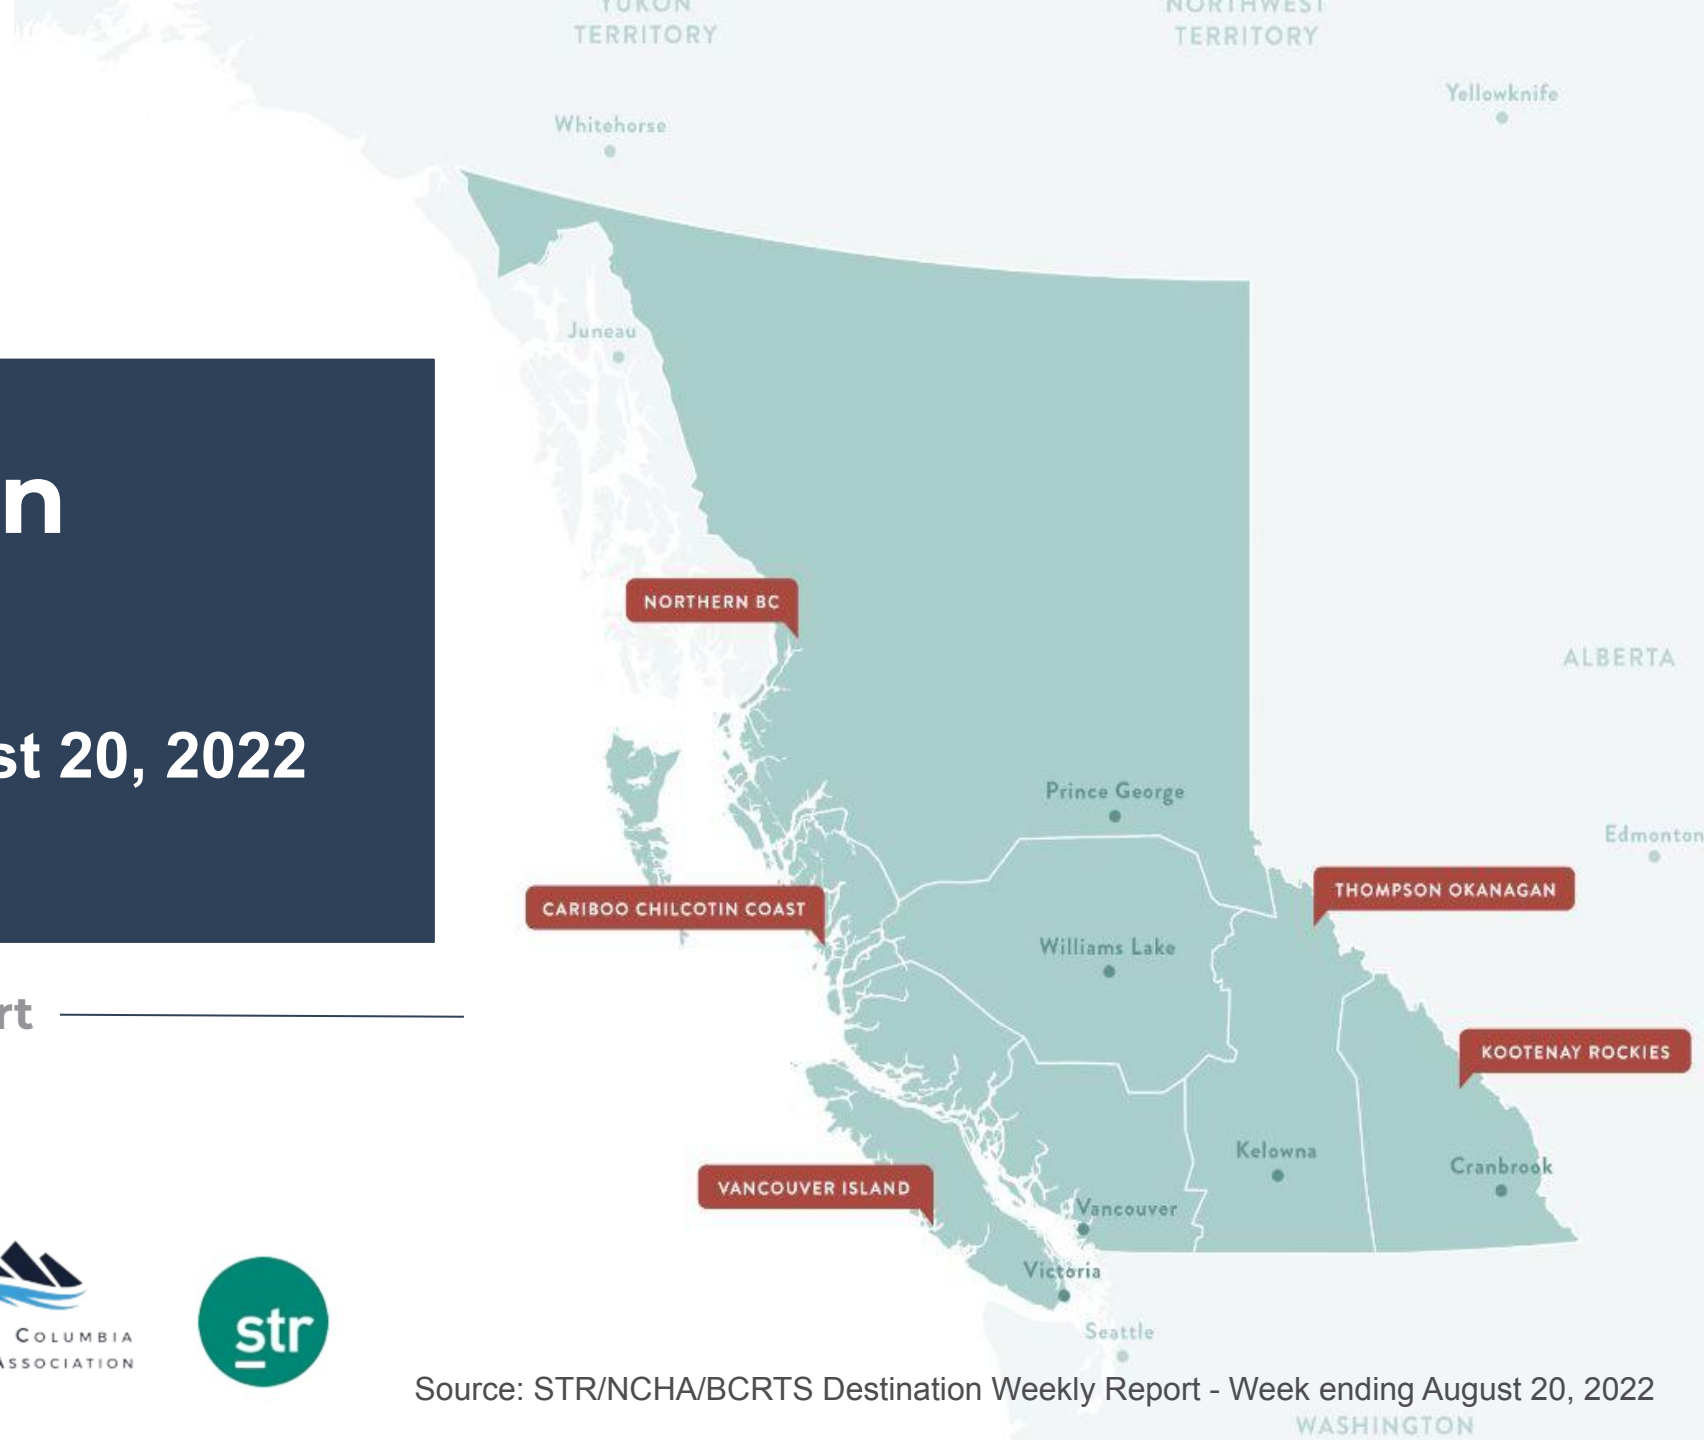 YUKON
TERRITORY
NORTHWEST
TERRITORY
Yellowknife
Whitehorse
Juneau
n
st 20, 2022
NORTHERN BC
ALBERTA
Prince George
Edmonton
THOMPSON OKANAGAN
CARIBOO CHILCOTIN COAST
Williams Lake
rt
KOOTENAY ROCKIES
Kelowna
Cranbrook
VANCOUVER ISLAND
Vancouver
Victoria
str
COLUMBIA
ASSOCIATION
Seattle
Source: STR/NCHA/BCRTS Destination Weekly Report - Week ending August 20, 2022
WASHINGTON